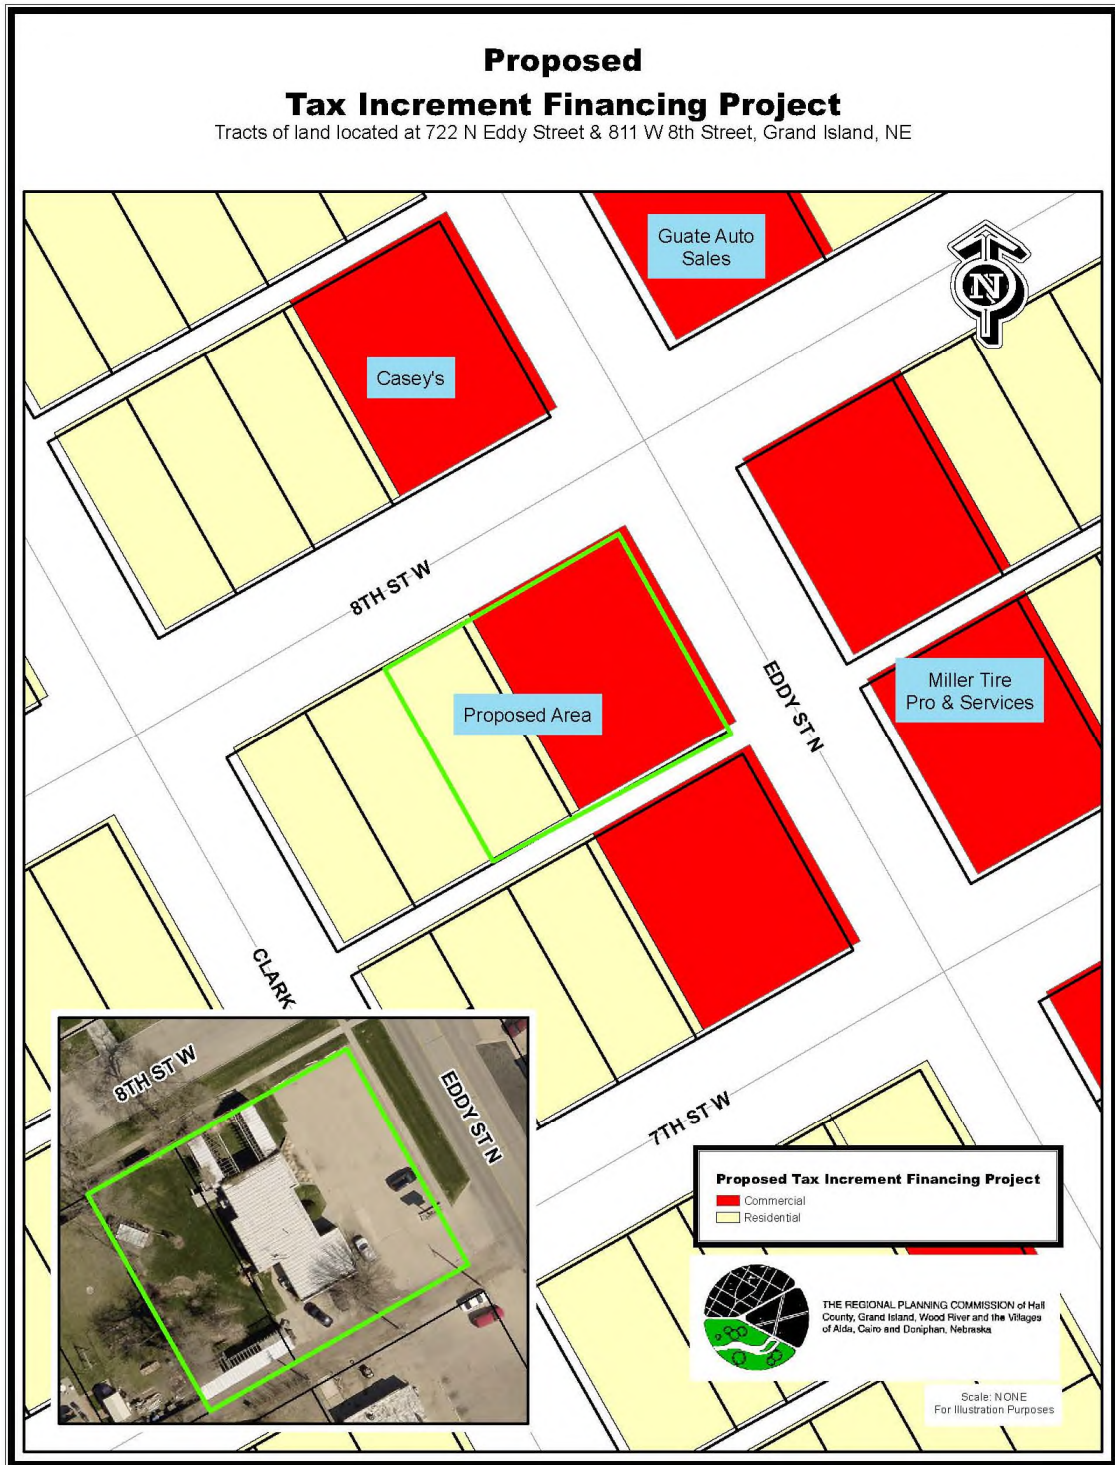 Proposed
Tax Increment Financing Project
Tracts of land located at 722 N Eddy Street & 811 W 8th Street, Grand Island, NE
Guate Auto
Sales
N
Casey's
8TH ST W
EDDY ST N
Miller Tire
Pro & Services
Proposed Area
CLARK
7TH ST W
8TH ST W
EDDY ST N
Proposed Tax Increment Financing Project
Commercial
Residential
THE REGIONAL PLANNING COMMISSION of Hall
County, Grand Island, Wood River and the Villages
of Alda, Cairo and Doniphan, Nebraska
Scale: NONE
For Illustration Purposes